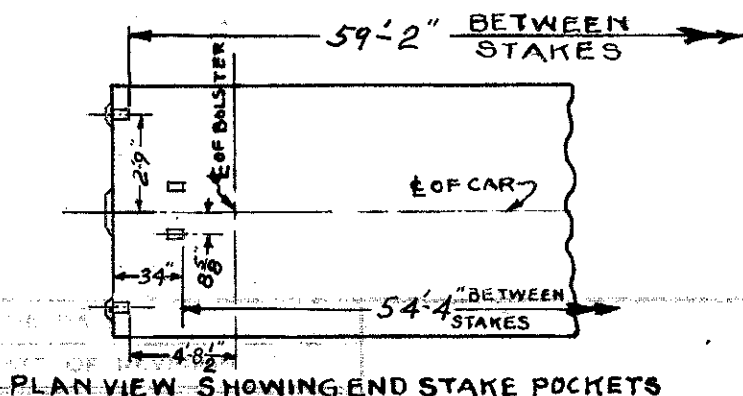 59'-2" BETWEEN
STAKES
℄ OF BOLSTER
2'-9"
℄ OF CAR
34"
8 5/8"
54'-4" BETWEEN
STAKES
4'-8 1/2"
PLAN VIEW SHOWING END STAKE POCKETS